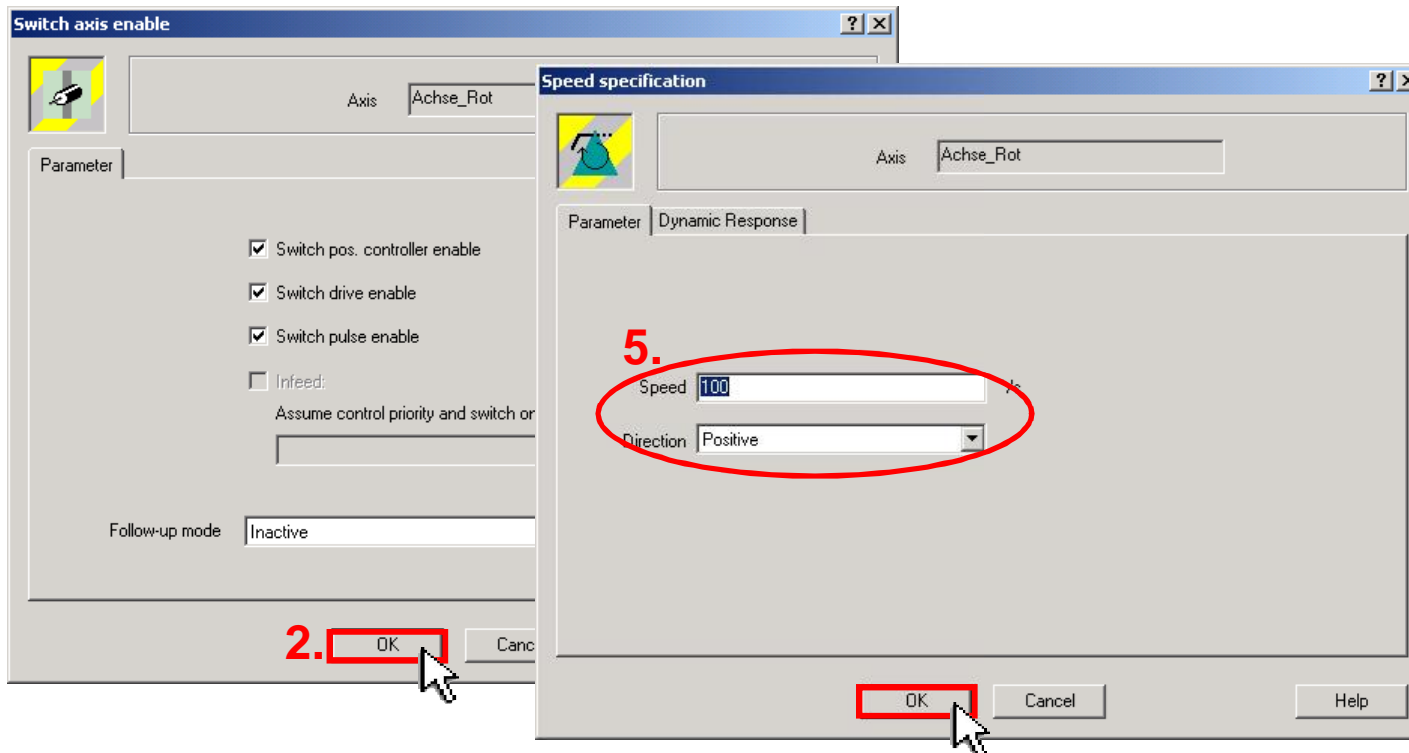 Switch axis enable
Axis Achse_Rot
Parameter
Switch pos. controller enable
Switch drive enable
Switch pulse enable
Infeed:
Assume control priority and switch
Follow-up mode Inactive
2. OK
Speed specification
Axis Achse_Rot
Parameter Dynamic Response
5.
Speed 100
Direction Positive
OK Cancel Help